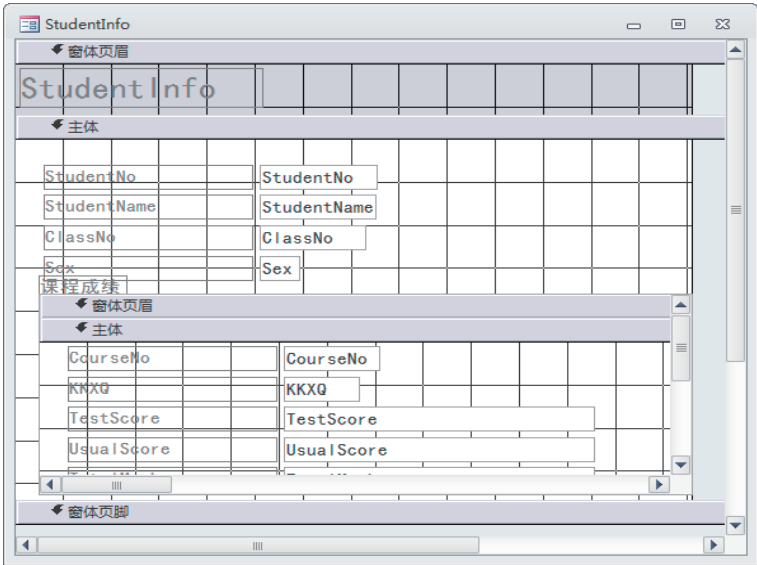 StudentInfo
窗体页眉
StudentInfo
主体
StudentNo StudentNo
StudentName StudentName
ClassNo ClassNo
Sex Sex
课程成绩
窗体页眉
主体
CourseNo CourseNo
KKXQ KKXQ
TestScore TestScore
UsualScore UsualScore
窗体页脚